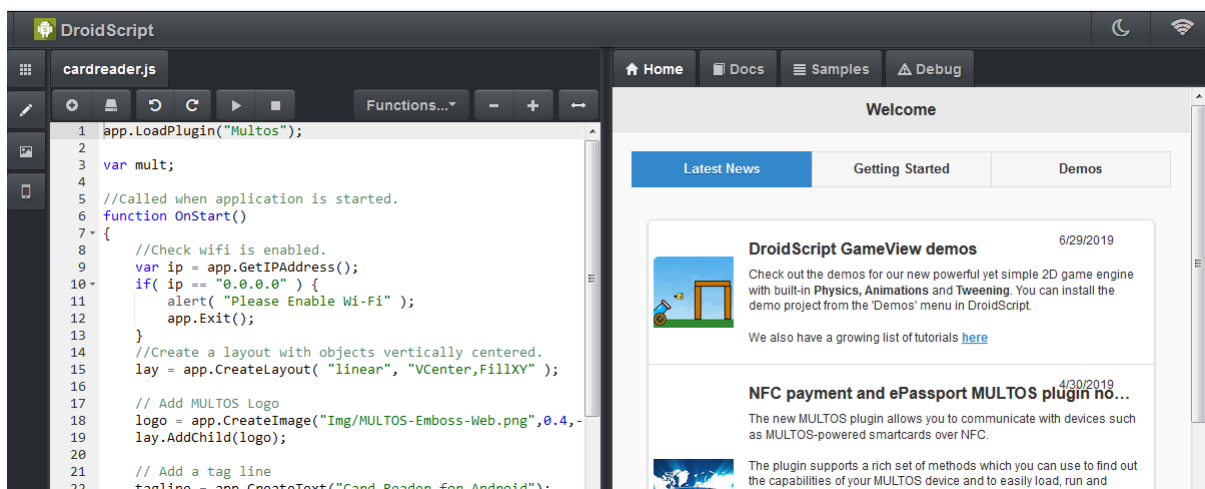 DroidScript
cardreader.js
Functions...
1 app.LoadPlugin("Multos");
2
3 var mult;
4
5 //Called when application is started.
6 function OnStart()
7 {
8 //Check wifi is enabled.
9 var ip = app.GetIPAddress();
10 if( ip == "0.0.0.0" ) {
11 alert( "Please Enable Wi-Fi" );
12 app.Exit();
13 }
14 //Create a layout with objects vertically centered.
15 lay = app.CreateLayout( "linear", "VCenter,FillXY" );
16
17 // Add MULTOS Logo
18 logo = app.CreateImage("Img/MULTOS-Emboss-Web.png",0.4,-
19 lay.AddChild(logo);
20
21 // Add a tag line
22 tagline = app.CreateText("Card Reader for Android");
Home Docs Samples Debug
Welcome
Latest News Getting Started Demos
DroidScript GameView demos 6/29/2019
Check out the demos for our new powerful yet simple 2D game engine
with built-in Physics, Animations and Tweening. You can install the
demo project from the 'Demos' menu in DroidScript.
We also have a growing list of tutorials here
4/30/2019
NFC payment and ePassport MULTOS plugin no...
The new MULTOS plugin allows you to communicate with devices such
as MULTOS-powered smartcards over NFC.
The plugin supports a rich set of methods which you can use to find out
the capabilities of your MULTOS device and to easily load, run and